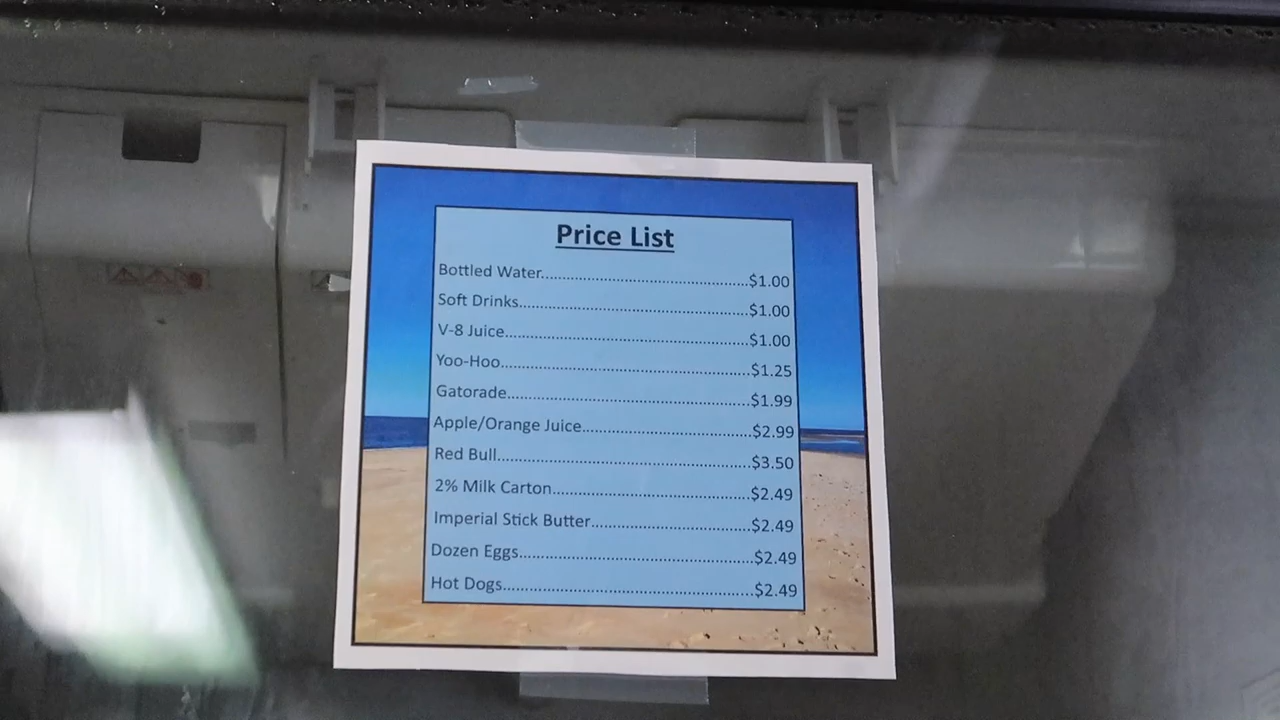 Price List
Bottled Water........................................$1.00
Soft Drinks............................................$1.00
V-8 Juice...............................................$1.00
Yoo-Hoo................................................$1.25
Gatorade...............................................$1.99
Apple/Orange Juice.................................$2.99
Red Bull.................................................$3.50
2% Milk Carton.......................................$2.49
Imperial Stick Butter................................$2.49
Dozen Eggs.............................................$2.49
Hot Dogs................................................$2.49